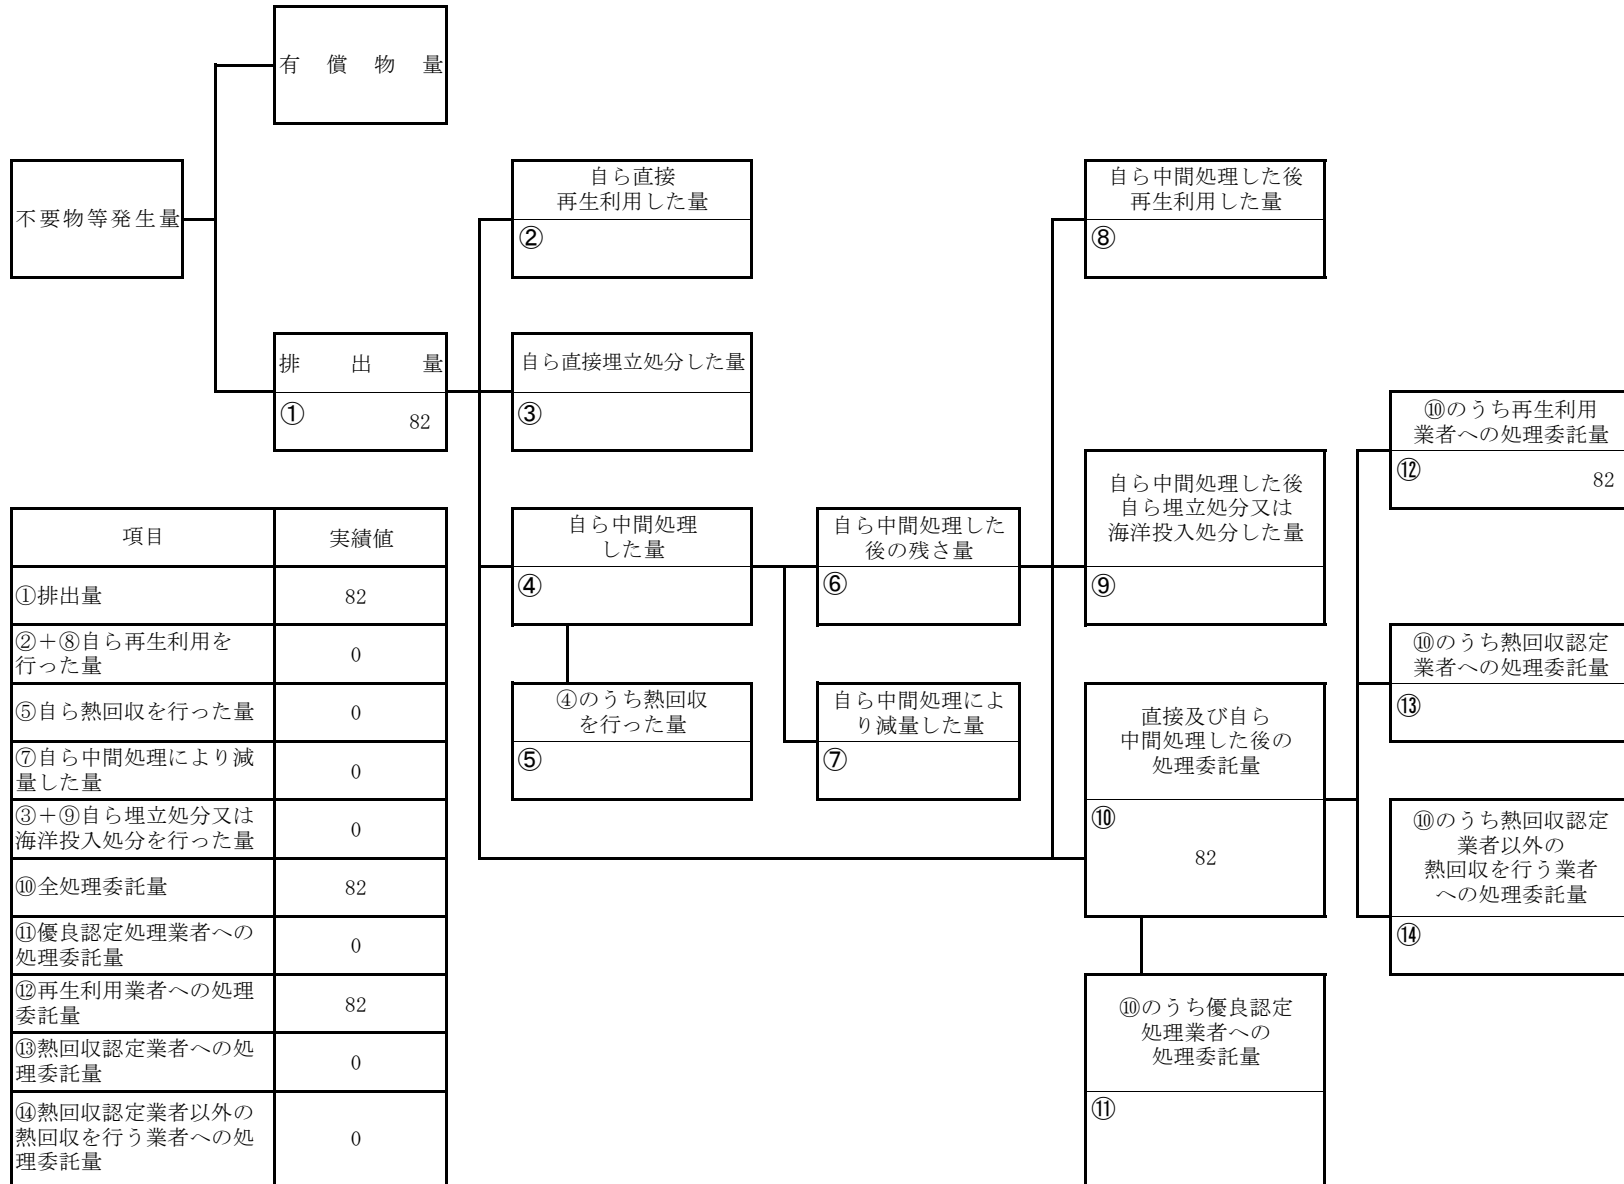 有償物量
不要物等発生量
自ら直接
再生利用した量
②
自ら中間処理した後
再生利用した量
⑧
排出量
① 82
自ら直接埋立処分した量
③
⑩のうち再生利用
業者への処理委託量
⑫ 82
自ら中間処理
した量
④
自ら中間処理した
後の残さ量
⑥
自ら中間処理した後
自ら埋立処分又は
海洋投入処分した量
⑨
④のうち熱回収
を行った量
⑤
自ら中間処理によ
り減量した量
⑦
直接及び自ら
中間処理した後の
処理委託量
⑩
82
⑩のうち熱回収認定
業者への処理委託量
⑬
⑩のうち熱回収認定
業者以外の
熱回収を行う業者
への処理委託量
⑭
⑩のうち優良認定
処理業者への
処理委託量
⑪
項目 実績値
①排出量 82
②+⑧自ら再生利用を
行った量 0
⑤自ら熱回収を行った量 0
⑦自ら中間処理により減
量した量 0
③+⑨自ら埋立処分又は
海洋投入処分を行った量 0
⑩全処理委託量 82
⑪優良認定処理業者への
処理委託量 0
⑫再生利用業者への処理
委託量 82
⑬熱回収認定業者への処
理委託量 0
⑭熱回収認定業者以外の
熱回収を行う業者への処
理委託量 0